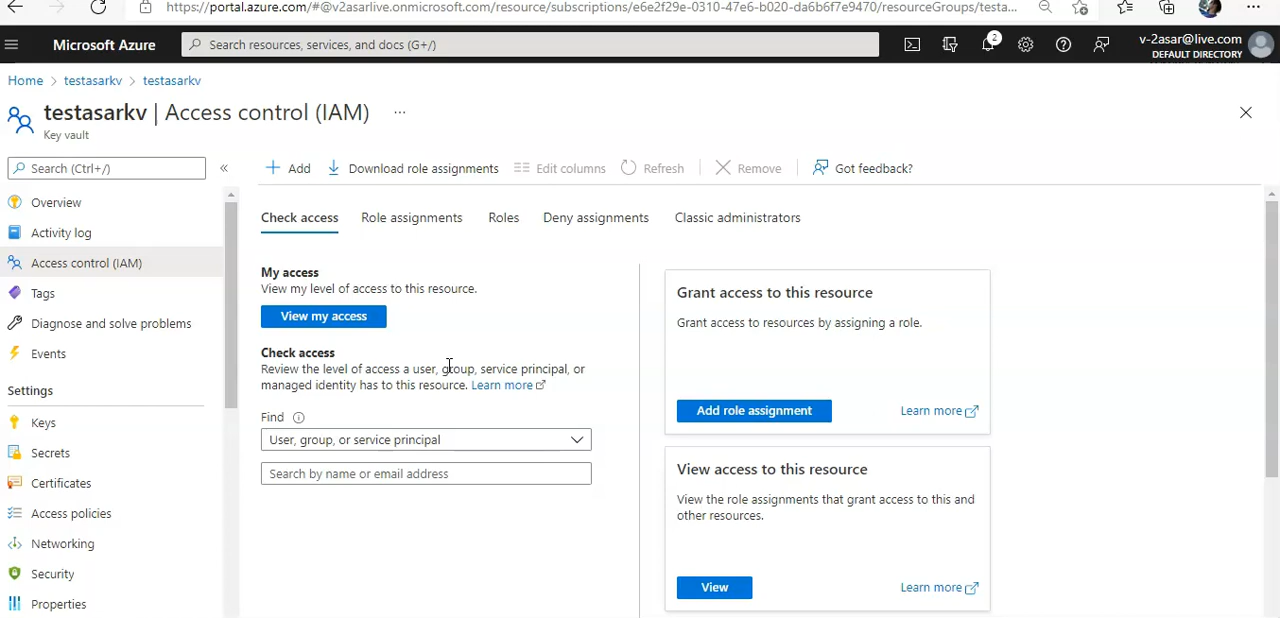 https://portal.azure.com/#@v2asarlive.onmicrosoft.com/resource/subscriptions/e6e2f29e-0310-47e6-b020-da6b6f7e9470/resourceGroups/testa...
Microsoft Azure
Search resources, services, and docs (G+/)
2
v-2asar@live.com
DEFAULT DIRECTORY
Home > testasarkv > testasarkv
testasarkv | Access control (IAM) ...
Key vault
Search (Ctrl+/) «
+ Add
Download role assignments
Edit columns
Refresh
Remove
Got feedback?
Overview
Activity log
Access control (IAM)
Tags
Diagnose and solve problems
Events
Settings
Keys
Secrets
Certificates
Access policies
Networking
Security
Properties
Check access
Role assignments
Roles
Deny assignments
Classic administrators
My access
View my level of access to this resource.
View my access
Check access
Review the level of access a user, group, service principal, or
managed identity has to this resource. Learn more
Find
User, group, or service principal
Search by name or email address
Grant access to this resource
Grant access to resources by assigning a role.
Add role assignment
Learn more
View access to this resource
View the role assignments that grant access to this and
other resources.
View
Learn more